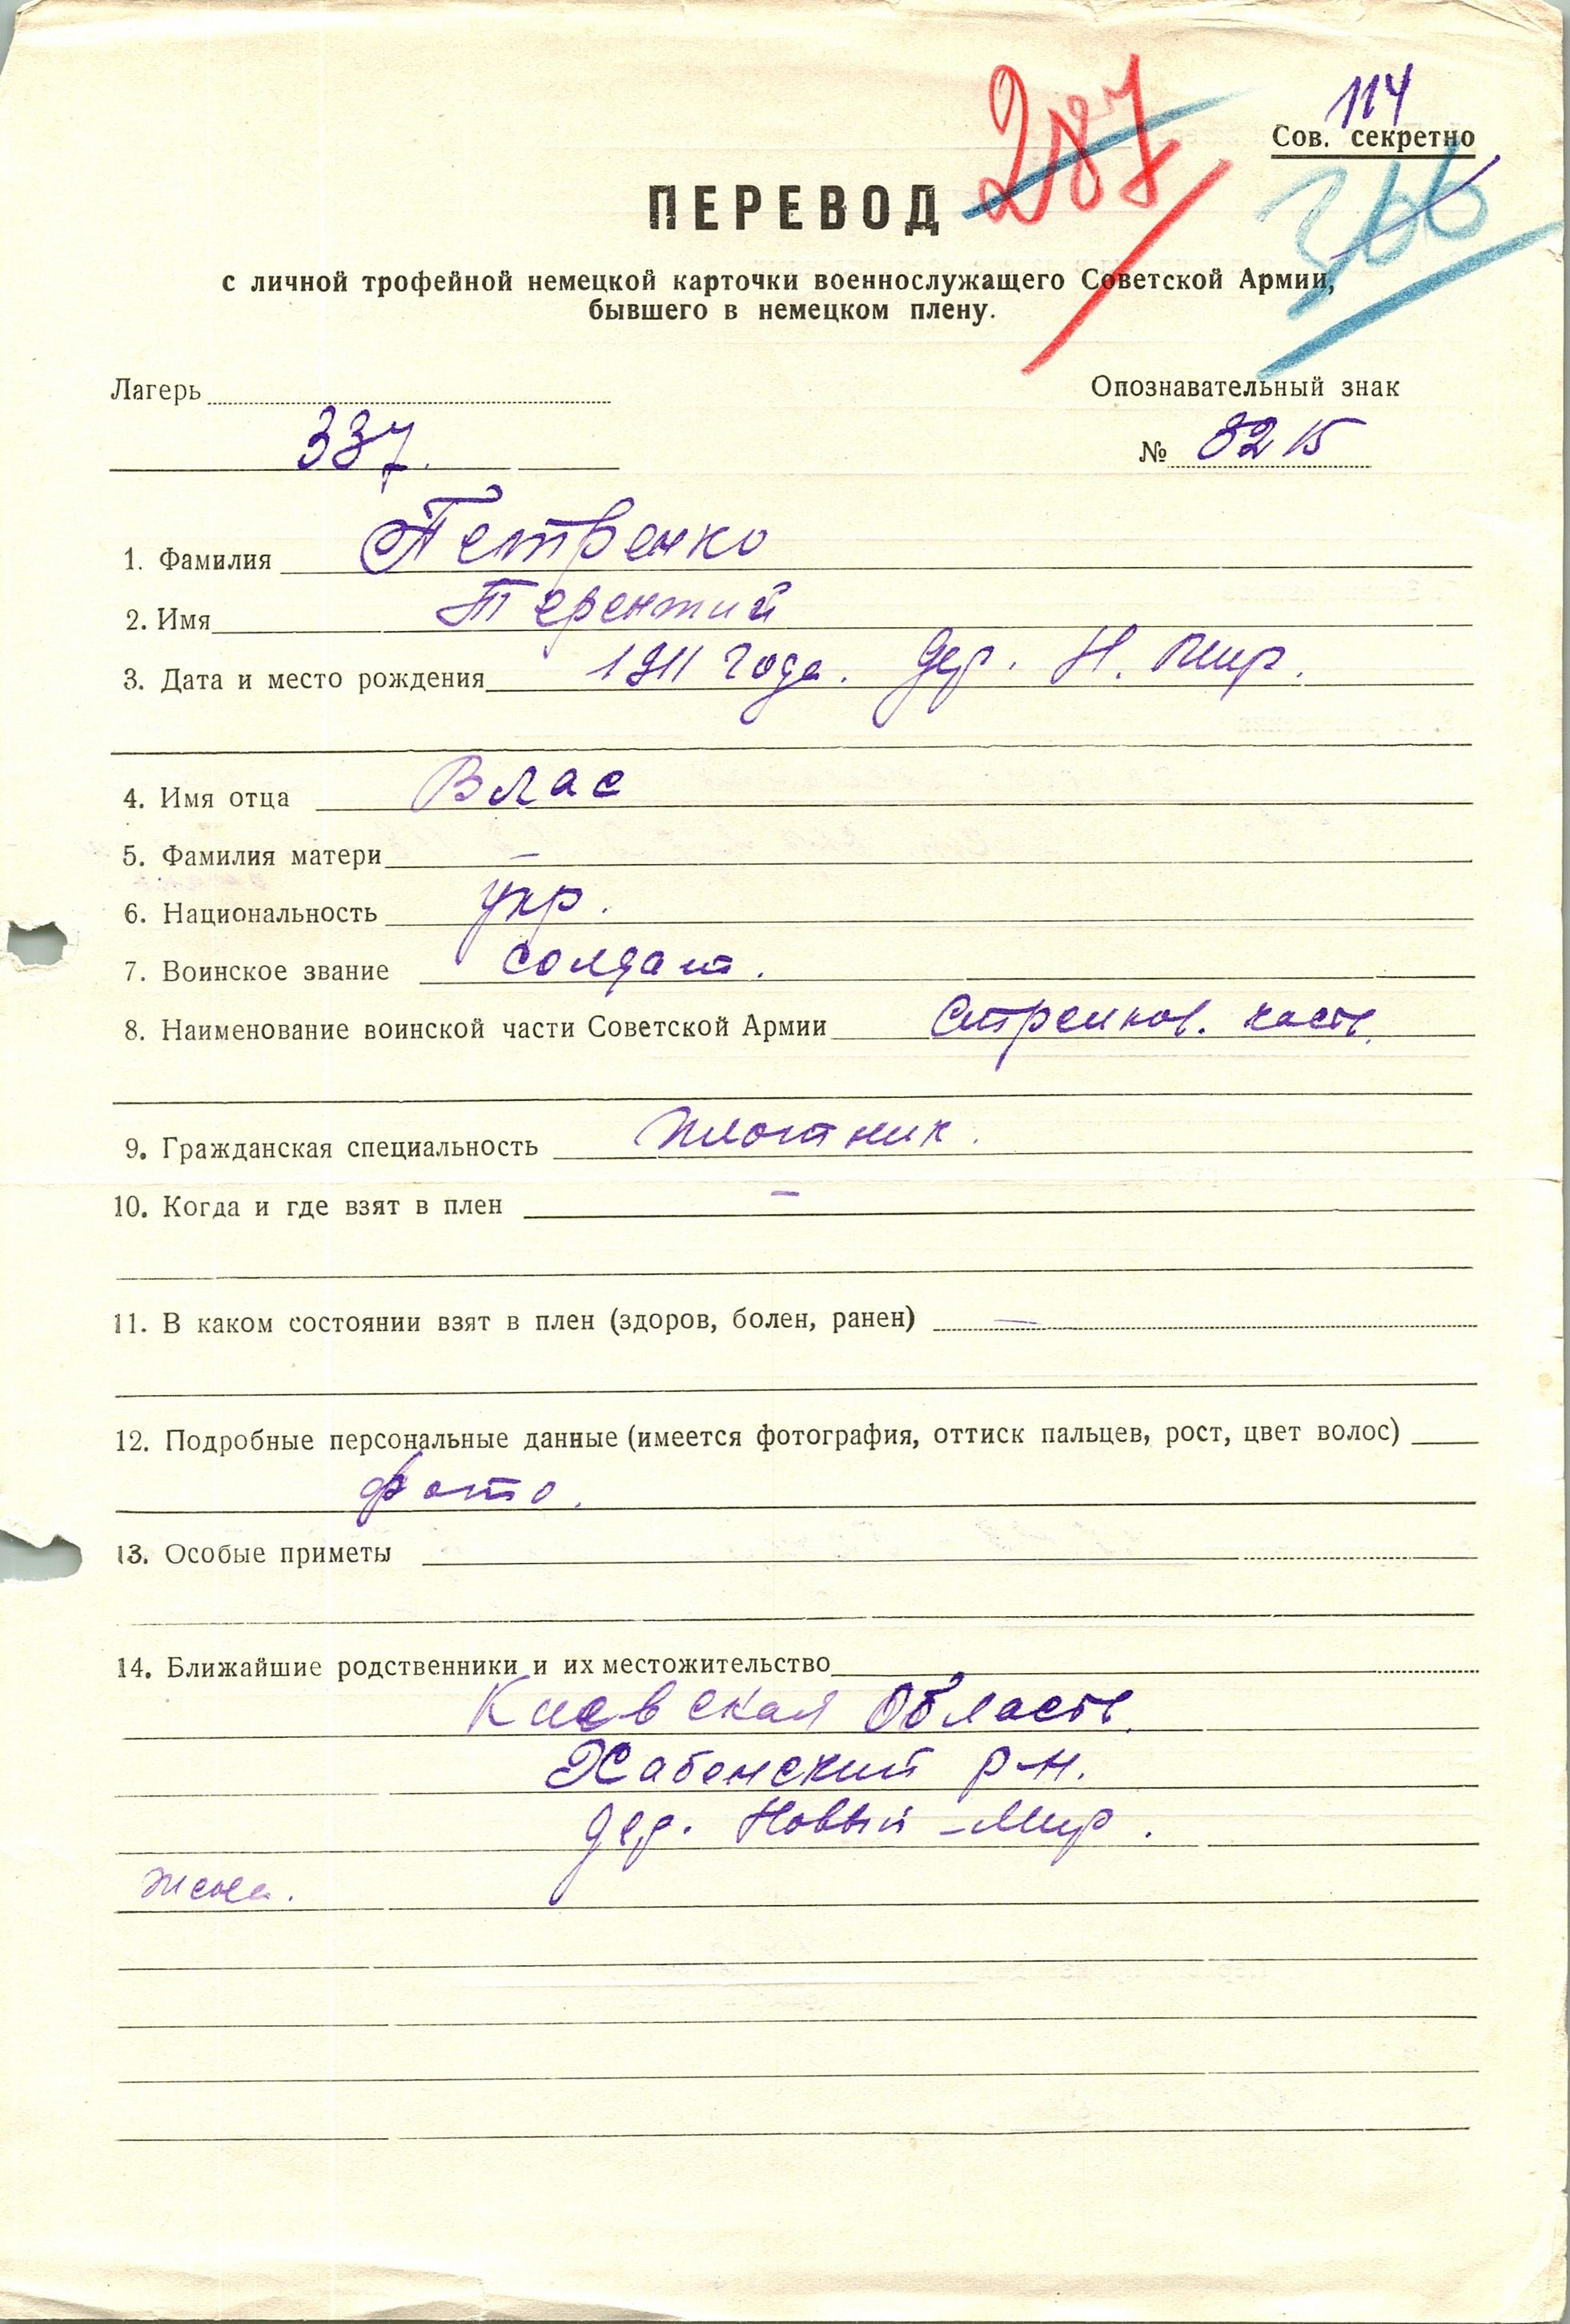 114
287
Сов. секретно
366
ПЕРЕВОД
с личной трофейной немецкой карточки военнослужащего Советской Армии,
бывшего в немецком плену.
Лагерь
Опознавательный знак
337.
№ 8215
1. Фамилия Петренко
2. Имя Терентий
3. Дата и место рождения 1911 года. дер. Н. Мир.
4. Имя отца Влас
5. Фамилия матери –
6. Национальность укр.
7. Воинское звание солдат.
8. Наименование воинской части Советской Армии Стрелков. часть.
9. Гражданская специальность плотник.
10. Когда и где взят в плен –
11. В каком состоянии взят в плен (здоров, болен, ранен) –
12. Подробные персональные данные (имеется фотография, оттиск пальцев, рост, цвет волос)
фото.
13. Особые приметы
14. Ближайшие родственники и их местожительство
Киевская область.
Хабенский р-н.
дер. Новый-Мир.
жена.